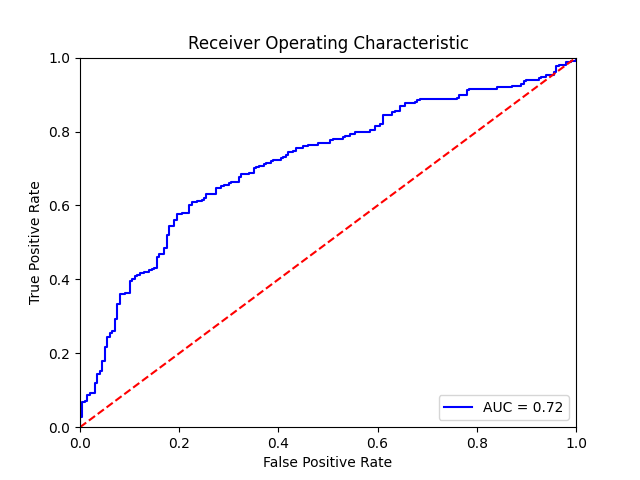 Receiver Operating Characteristic
1.0
0.8
0.6
0.4
0.2
0.0
True Positive Rate
AUC = 0.72
0.0 0.2 0.4 0.6 0.8 1.0
False Positive Rate